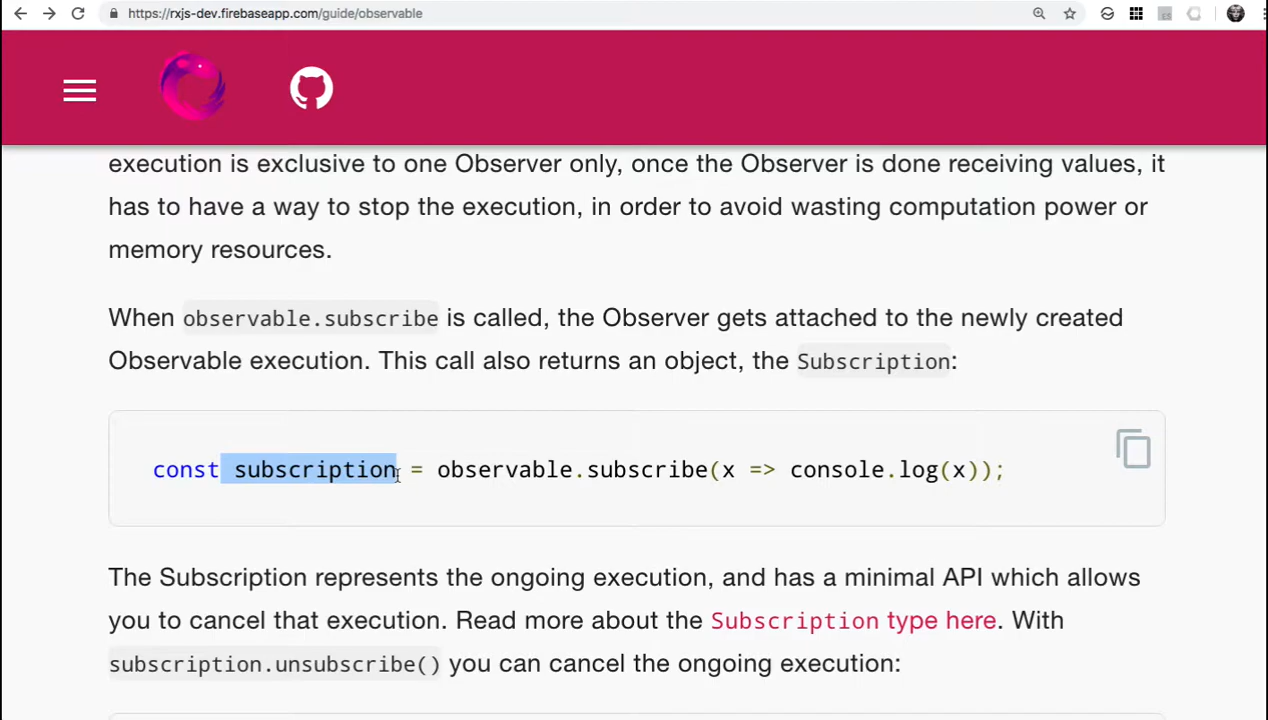 https://rxjs-dev.firebaseapp.com/guide/observable
execution is exclusive to one Observer only, once the Observer is done receiving values, it
has to have a way to stop the execution, in order to avoid wasting computation power or
memory resources.
When observable.subscribe is called, the Observer gets attached to the newly created
Observable execution. This call also returns an object, the Subscription:
const subscription = observable.subscribe(x => console.log(x));
The Subscription represents the ongoing execution, and has a minimal API which allows
you to cancel that execution. Read more about the Subscription type here. With
subscription.unsubscribe() you can cancel the ongoing execution: